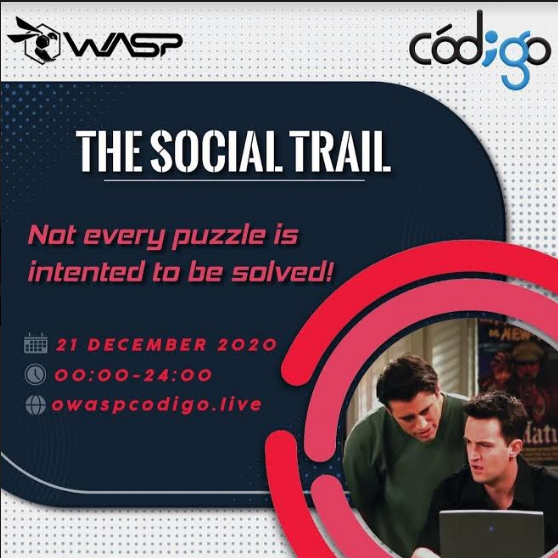 WASP
código
THE SOCIAL TRAIL
Not every puzzle is
intented to be solved!
21 DECEMBER 2020
00:00-24:00
owaspcodigo.live